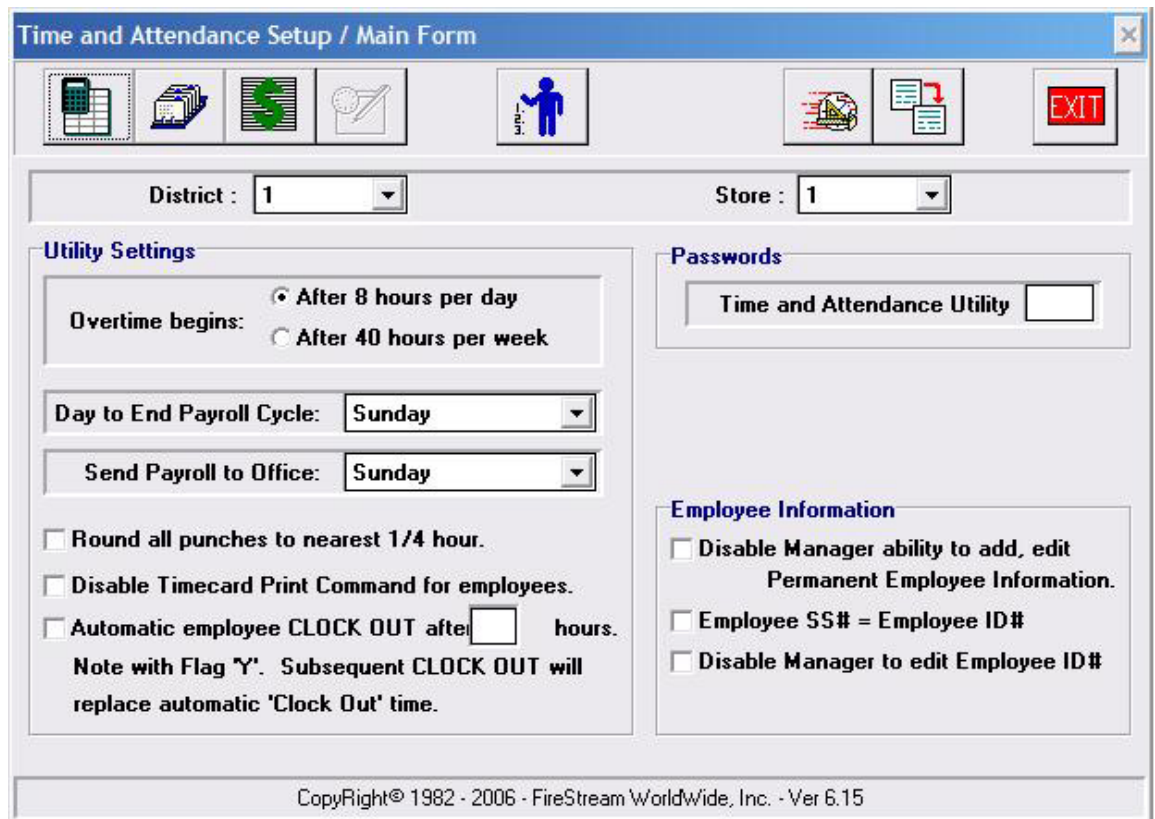 Time and Attendance Setup / Main Form
1.
2.
3.
EXIT
District : 1
Store : 1
Utility Settings
Overtime begins:
After 8 hours per day
After 40 hours per week
Day to End Payroll Cycle: Sunday
Send Payroll to Office: Sunday
Round all punches to nearest 1/4 hour.
Disable Timecard Print Command for employees.
Automatic employee CLOCK OUT after hours.
Note with Flag 'Y'. Subsequent CLOCK OUT will
replace automatic 'Clock Out' time.
Passwords
Time and Attendance Utility
Employee Information
Disable Manager ability to add, edit
Permanent Employee Information.
Employee SS# = Employee ID#
Disable Manager to edit Employee ID#
CopyRight© 1982 - 2006 - FireStream WorldWide, Inc. - Ver 6.15